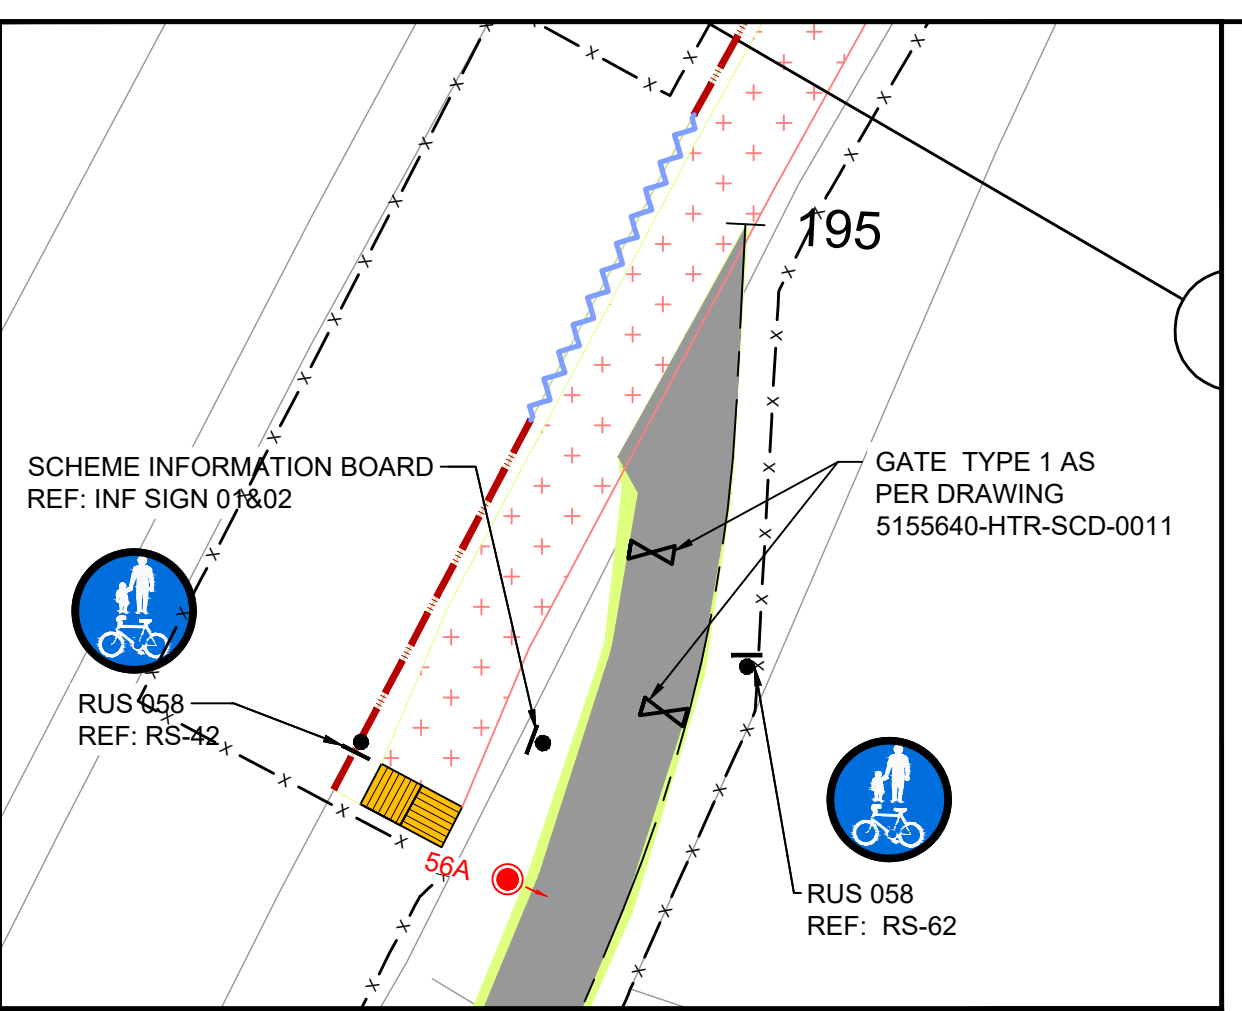 195
SCHEME INFORMATION BOARD
REF: INF SIGN 01&02
GATE TYPE 1 AS
PER DRAWING
5155640-HTR-SCD-0011
RUS 058
REF: RS-42
56A
RUS 058
REF: RS-62